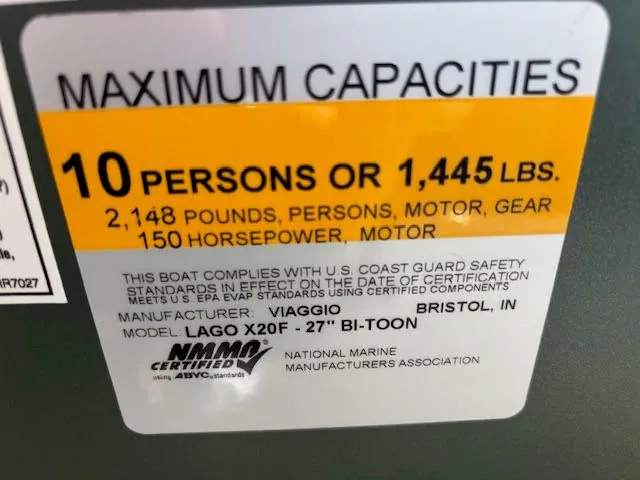 MAXIMUM CAPACITIES
10 PERSONS OR 1,445 LBS.
2,148 POUNDS, PERSONS, MOTOR, GEAR
150 HORSEPOWER, MOTOR
THIS BOAT COMPLIES WITH U.S. COAST GUARD SAFETY
STANDARDS IN EFFECT ON THE DATE OF CERTIFICATION
MEETS U.S. EPA EVAP STANDARDS USING CERTIFIED COMPONENTS
MANUFACTURER: VIAGGIO BRISTOL, IN
MODEL: LAGO X20F - 27" BI-TOON
NMMA
CERTIFIED
using ABYC standards
NATIONAL MARINE
MANUFACTURERS ASSOCIATION
R7027